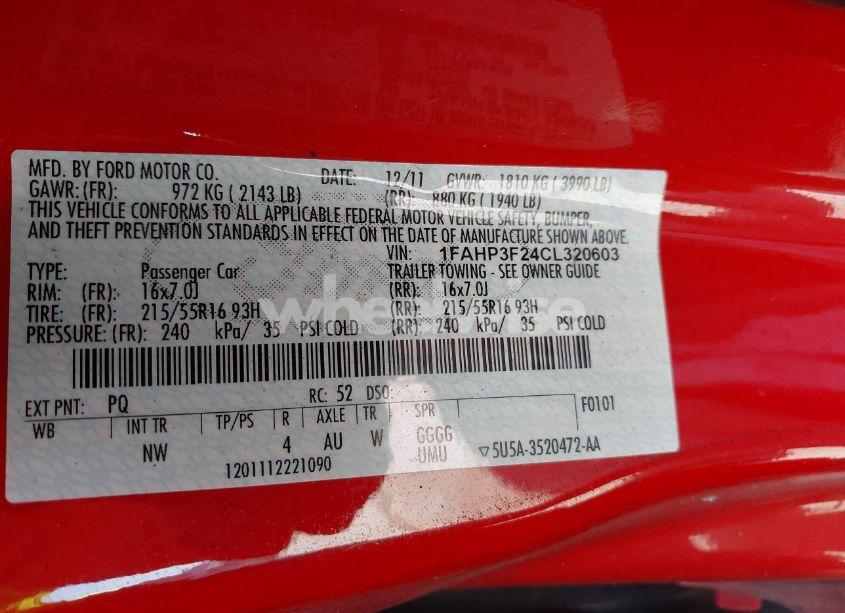 MFD. BY FORD MOTOR CO. DATE: 12/11 GVWR: 1810 KG ( 3990 LB)
GAWR: (FR): 972 KG ( 2143 LB) (RR): 880 KG ( 1940 LB)
THIS VEHICLE CONFORMS TO ALL APPLICABLE FEDERAL MOTOR VEHICLE SAFETY, BUMPER,
AND THEFT PREVENTION STANDARDS IN EFFECT ON THE DATE OF MANUFACTURE SHOWN ABOVE.
VIN: 1FAHP3F24CL320603
TYPE: Passenger Car TRAILER TOWING - SEE OWNER GUIDE
RIM: (FR): 16x7.0J (RR): 16x7.0J
TIRE: (FR): 215/55R16 93H (RR): 215/55R16 93H
PRESSURE: (FR): 240 kPa/ 35 PSI COLD (RR): 240 kPa/ 35 PSI COLD
EXT PNT: PQ RC: 52 DSO: F0101
WB INT TR TP/PS R AXLE TR SPR
NW 4 AU W GGGG
UMU ▽5U5A-3520472-AA
1201112221090